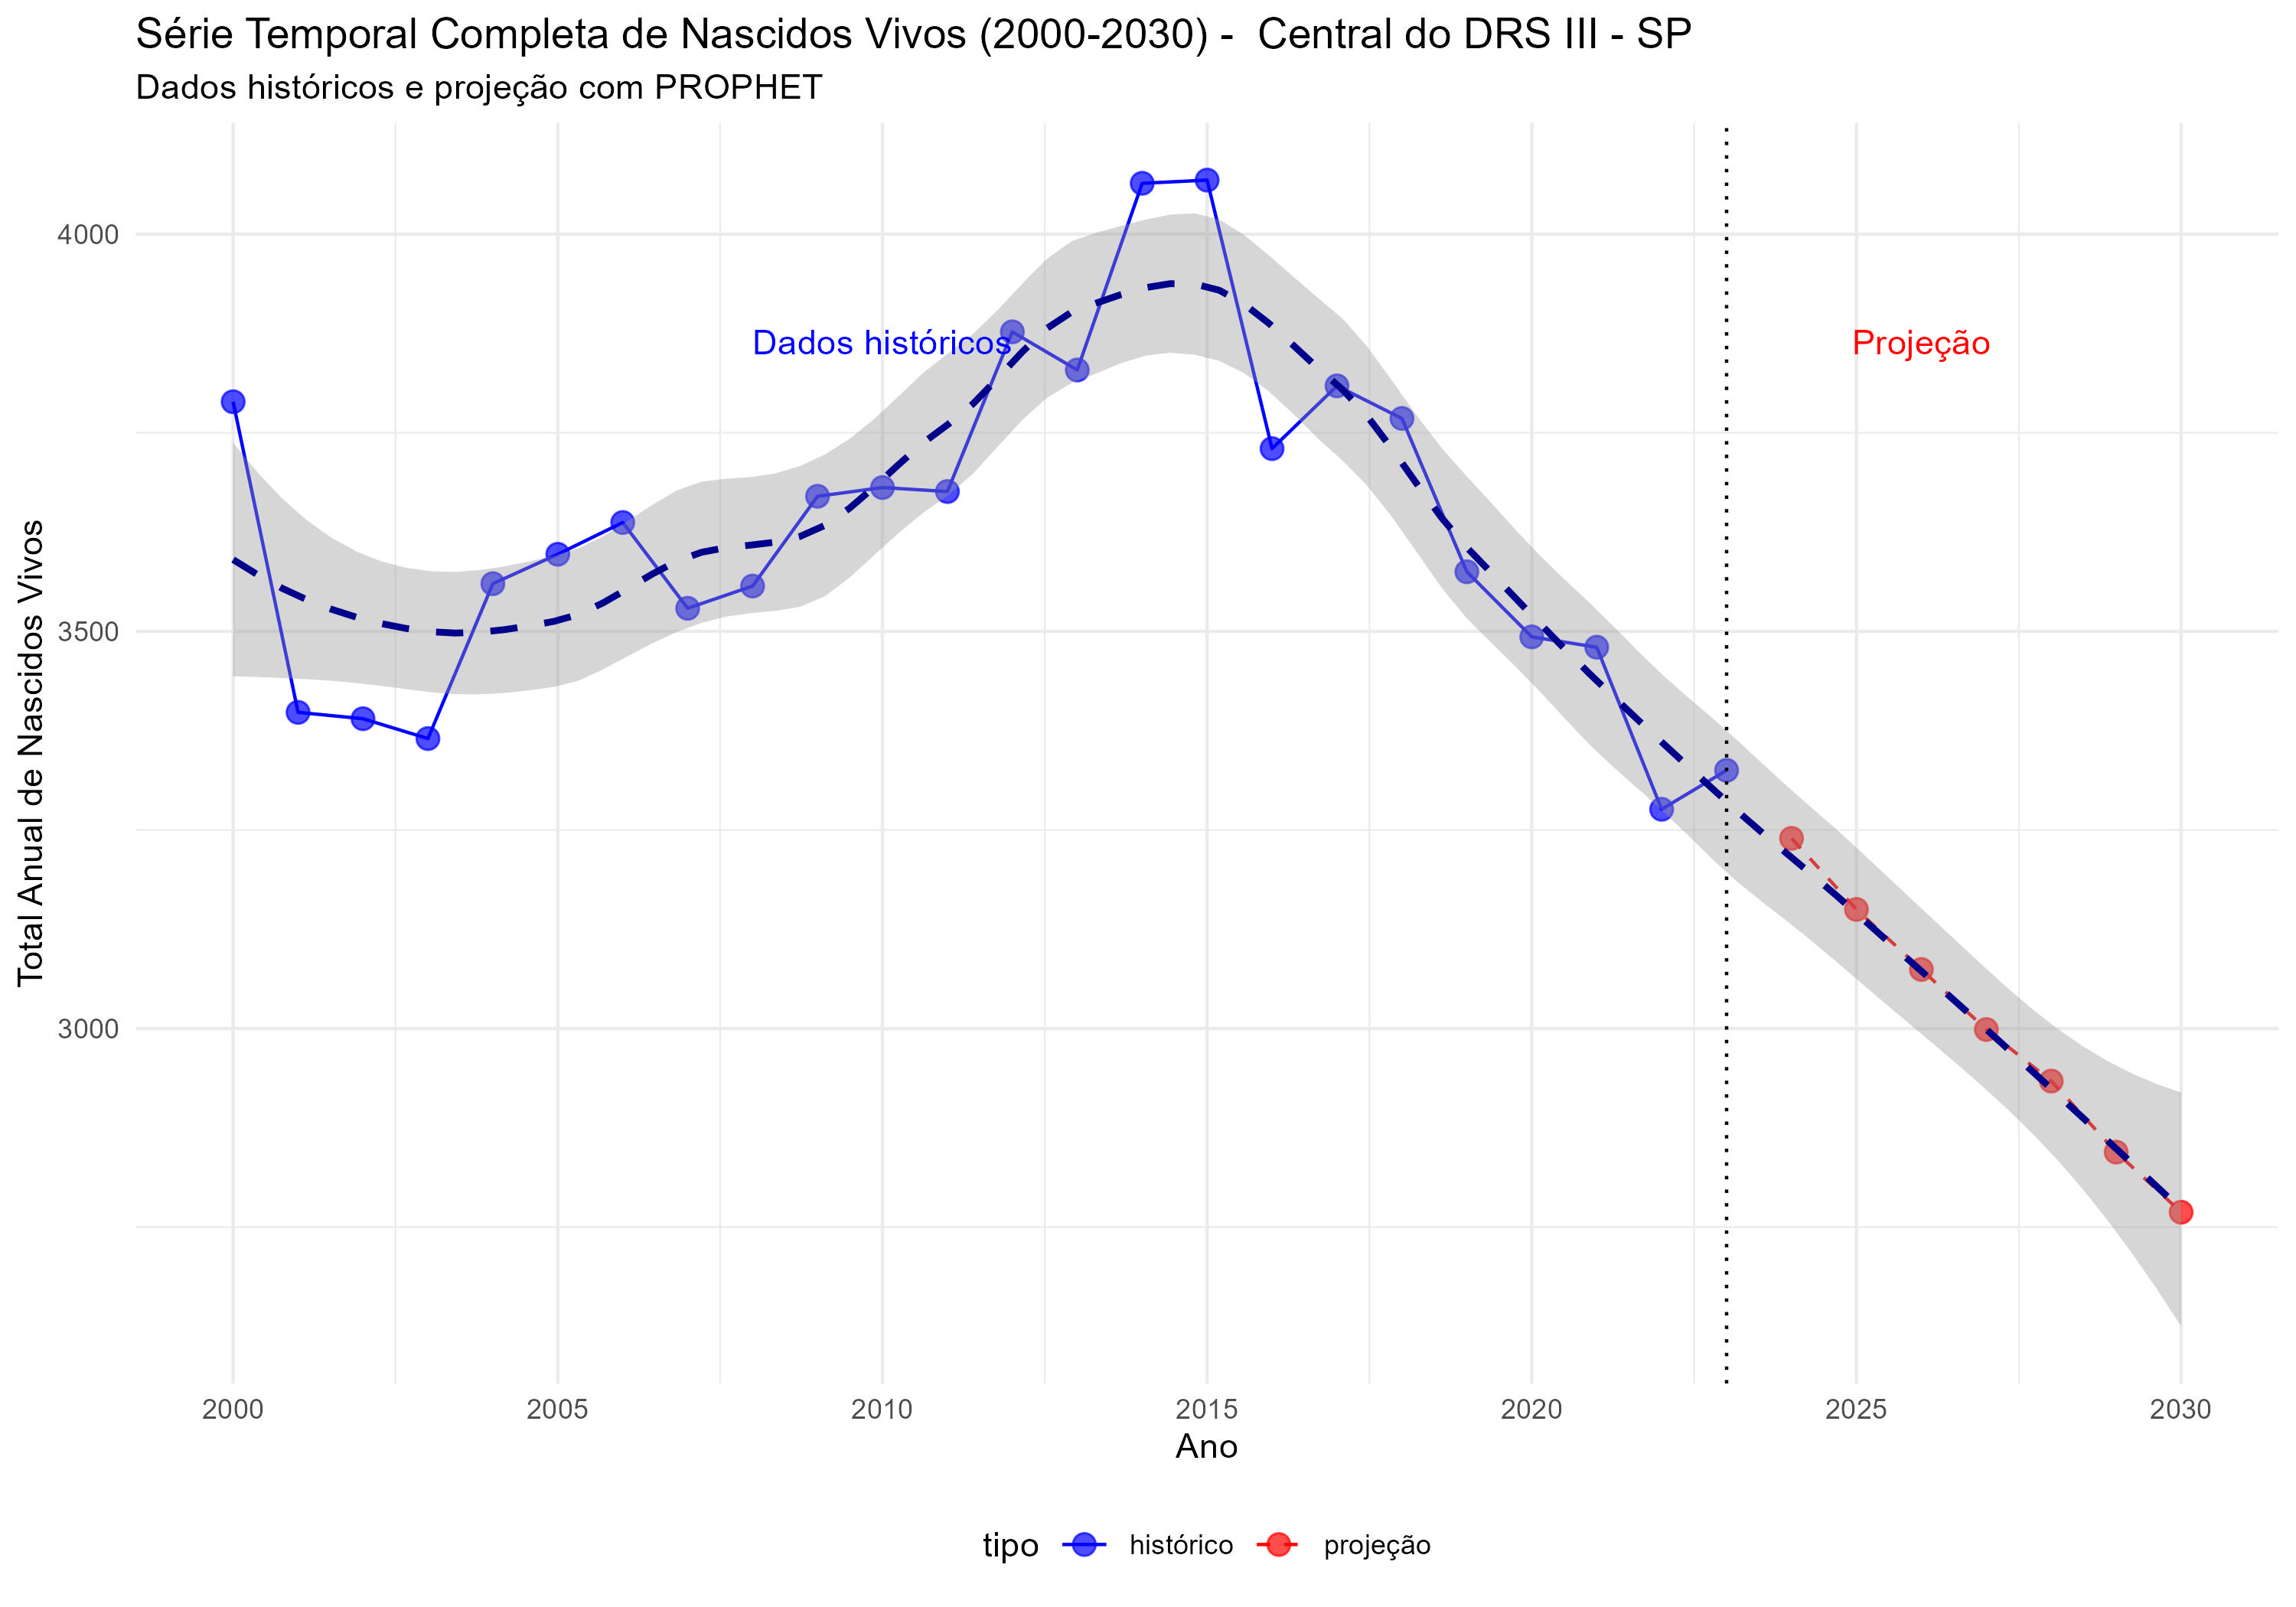 Série Temporal Completa de Nascidos Vivos (2000-2030) -  Central do DRS III - SP
Dados históricos e projeção com PROPHET
Total Anual de Nascidos Vivos
4000
3500
3000
Dados históricos
Projeção
2000
2005
2010
2015
2020
2025
2030
Ano
tipo
histórico
projeção